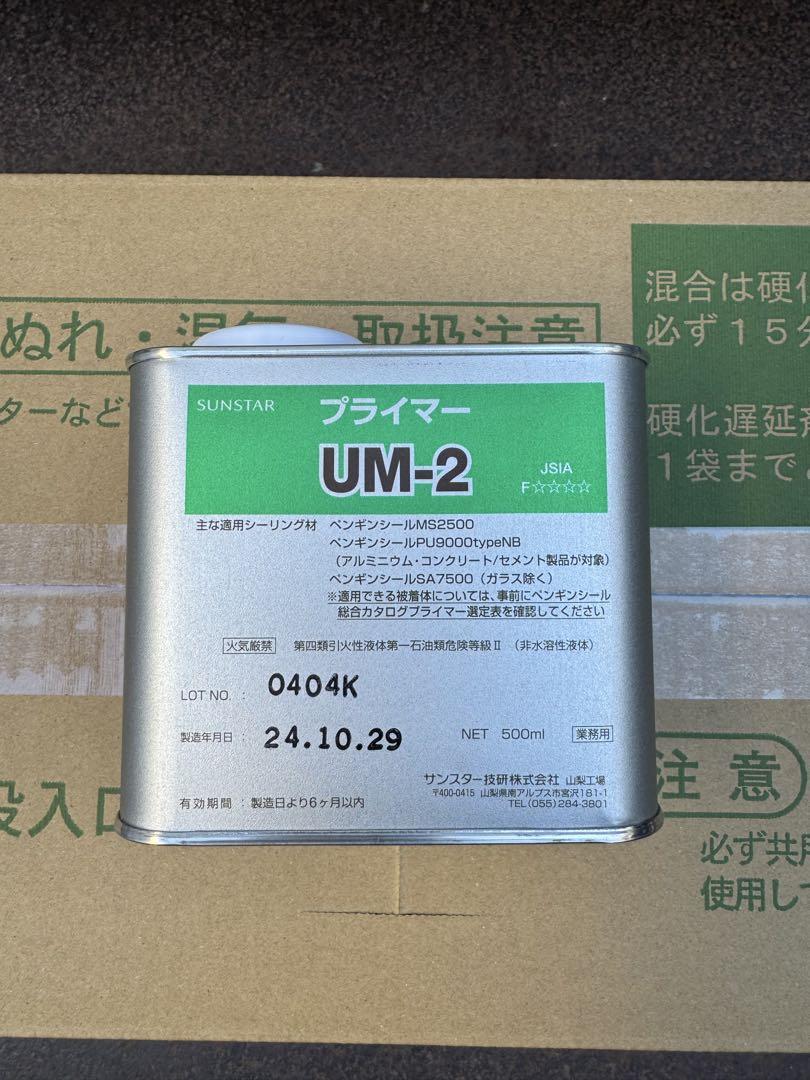 混合は硬化
ぬれ・湿気 取扱注意
必ず15分
ターなど
硬化遅延剤
1袋まで
SUNSTAR プライマー
UM-2
JSIA
F☆☆☆☆
主な適用シーリング材 ペンギンシールMS2500
ペンギンシールPU9000typeNB
(アルミニウム・コンクリート/セメント製品が対象)
ペンギンシールSA7500(ガラス除く)
※適用できる被着体については、事前にペンギンシール
総合カタログプライマー選定表を確認してください
火気厳禁 第四類引火性液体第一石油類危険等級Ⅱ (非水溶性液体)
LOT NO. : 0404K
製造年月日 : 24.10.29 NET 500ml 業務用
サンスター技研株式会社 山梨工場
〒400-0415 山梨県南アルプス市宮沢181-1
TEL(055)284-3801
有効期間 : 製造日より6ヶ月以内
投入口
注意
必ず共用
使用して